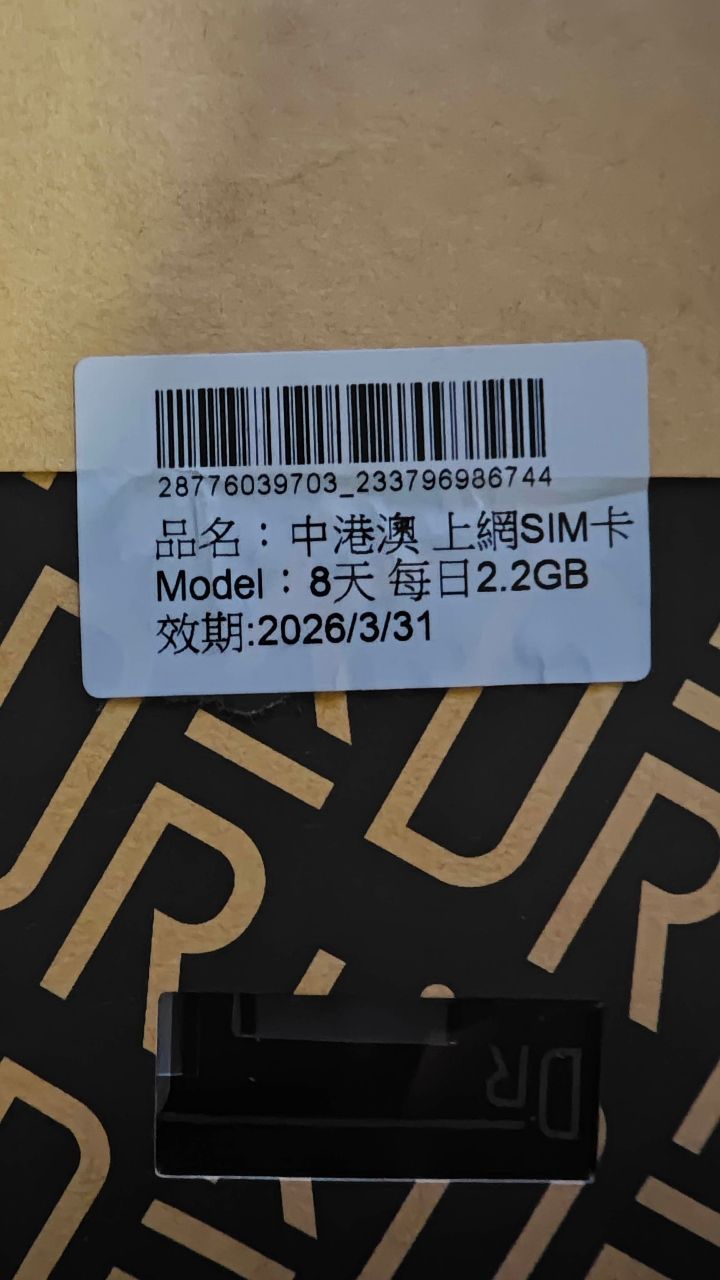 28776039703_233796986744
品名：中港澳 上網SIM卡
Model：8天 每日2.2GB
效期:2026/3/31
DR